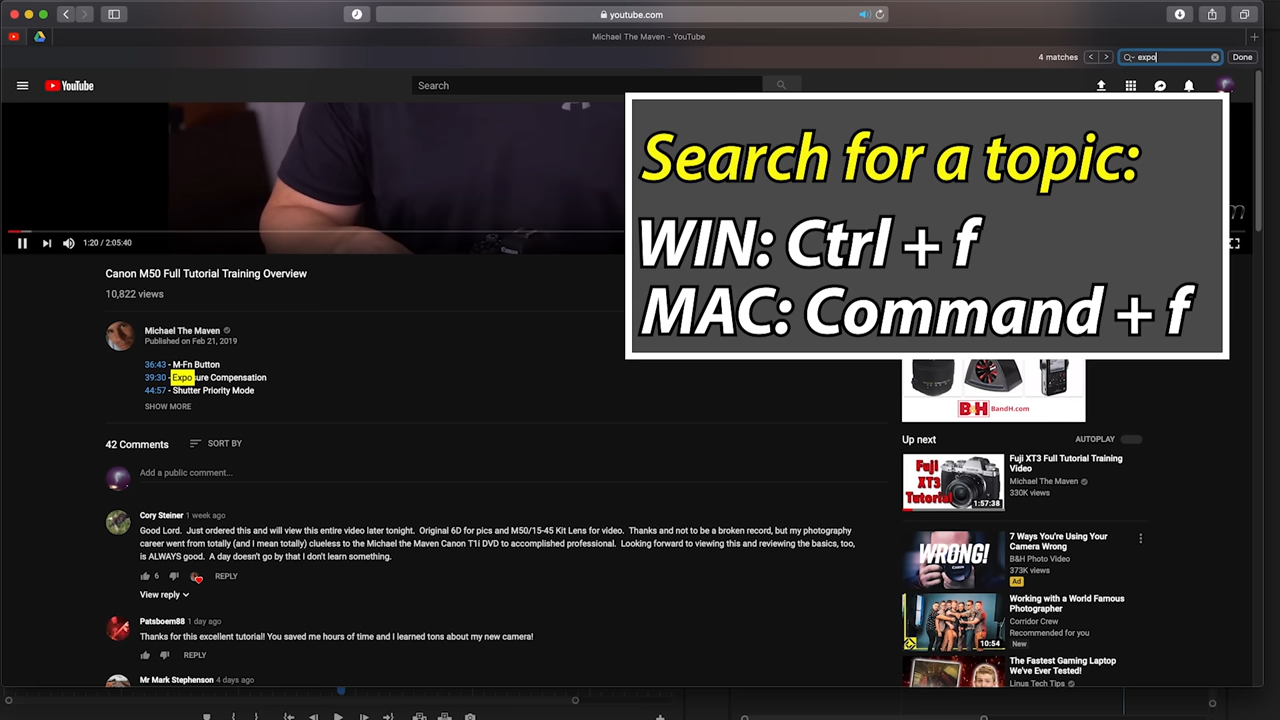 youtube.com
Michael The Maven - YouTube
4 matches
expo
Done
YouTube
Search
Search for a topic:
WIN: Ctrl + f
MAC: Command + f
1:20 / 2:05:40
Canon M50 Full Tutorial Training Overview
10,822 views
Michael The Maven
Published on Feb 21, 2019
36:43 - M-Fn Button
39:30 - Exposure Compensation
44:57 - Shutter Priority Mode
SHOW MORE
42 Comments
SORT BY
Add a public comment...
Cory Steiner 1 week ago
Good Lord. Just ordered this and will view this entire video later tonight. Original 6D for pics and M50/15-45 Kit Lens for video. Thanks and not to be a broken record, but my photography
career went from totally (and I mean totally) clueless to the Michael the Maven Canon T1i DVD to accomplished professional. Looking forward to viewing this and reviewing the basics, too,
is ALWAYS good. A day doesn't go by that I don't learn something.
6
REPLY
View reply
Patsboem88 1 day ago
Thanks for this excellent tutorial! You saved me hours of time and I learned tons about my new camera!
REPLY
Mr Mark Stephenson 4 days ago
B&H BandH.com
Up next
AUTOPLAY
Fuji
XT3
Tutorial
1:57:38
Fuji XT3 Full Tutorial Training
Video
Michael The Maven
330K views
WRONG!
7 Ways You're Using Your
Camera Wrong
B&H Photo Video
373K views
Ad
10:54
Working with a World Famous
Photographer
Corridor Crew
Recommended for you
New
The Fastest Gaming Laptop
We've Ever Tested!
Linus Tech Tips